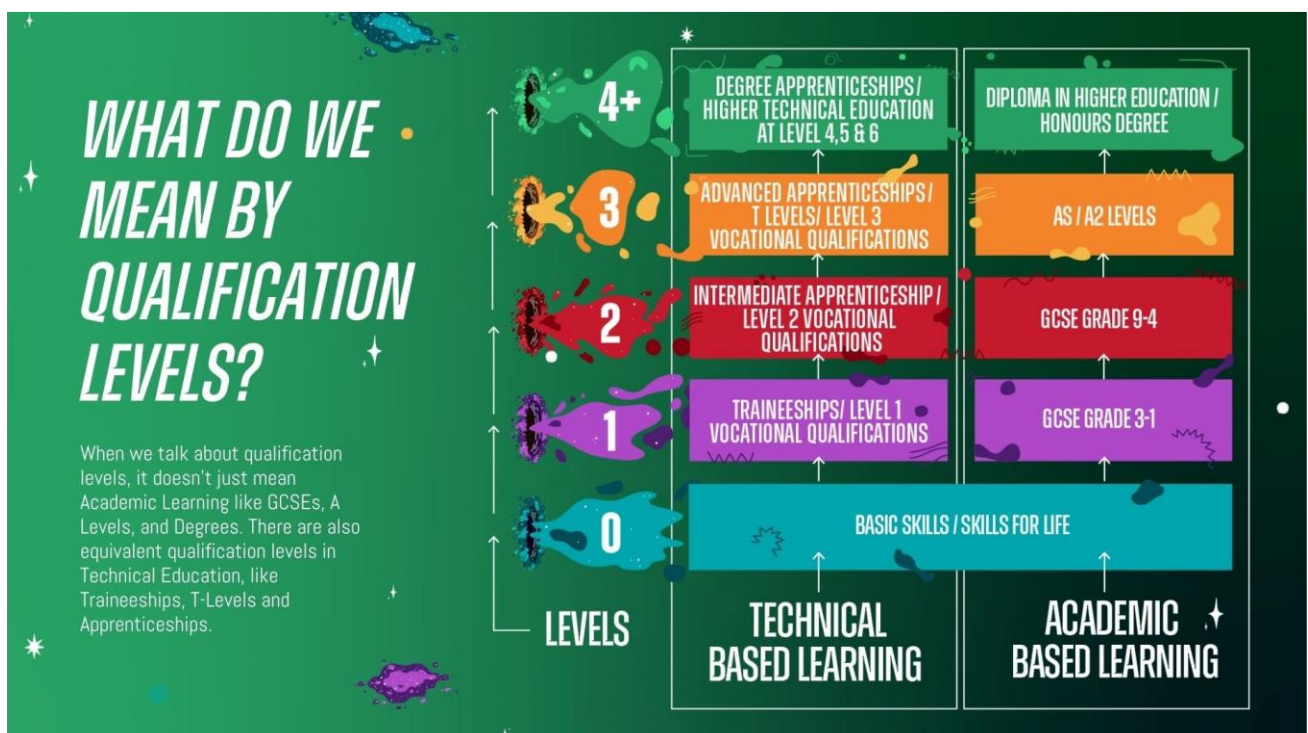 WHAT DO WE
MEAN BY
QUALIFICATION
LEVELS?
When we talk about qualification
levels, it doesn't just mean
Academic Learning like GCSEs, A
Levels, and Degrees. There are also
equivalent qualification levels in
Technical Education, like
Traineeships, T-Levels and
Apprenticeships.
4+
DEGREE APPRENTICESHIPS /
HIGHER TECHNICAL EDUCATION
AT LEVEL 4,5 & 6
DIPLOMA IN HIGHER EDUCATION /
HONOURS DEGREE
3
ADVANCED APPRENTICESHIPS /
T LEVELS/ LEVEL 3
VOCATIONAL QUALIFICATIONS
AS / A2 LEVELS
2
INTERMEDIATE APPRENTICESHIP /
LEVEL 2 VOCATIONAL
QUALIFICATIONS
GCSE GRADE 9-4
1
TRAINEESHIPS/ LEVEL 1
VOCATIONAL QUALIFICATIONS
GCSE GRADE 3-1
0
BASIC SKILLS / SKILLS FOR LIFE
LEVELS
TECHNICAL
BASED LEARNING
ACADEMIC
BASED LEARNING